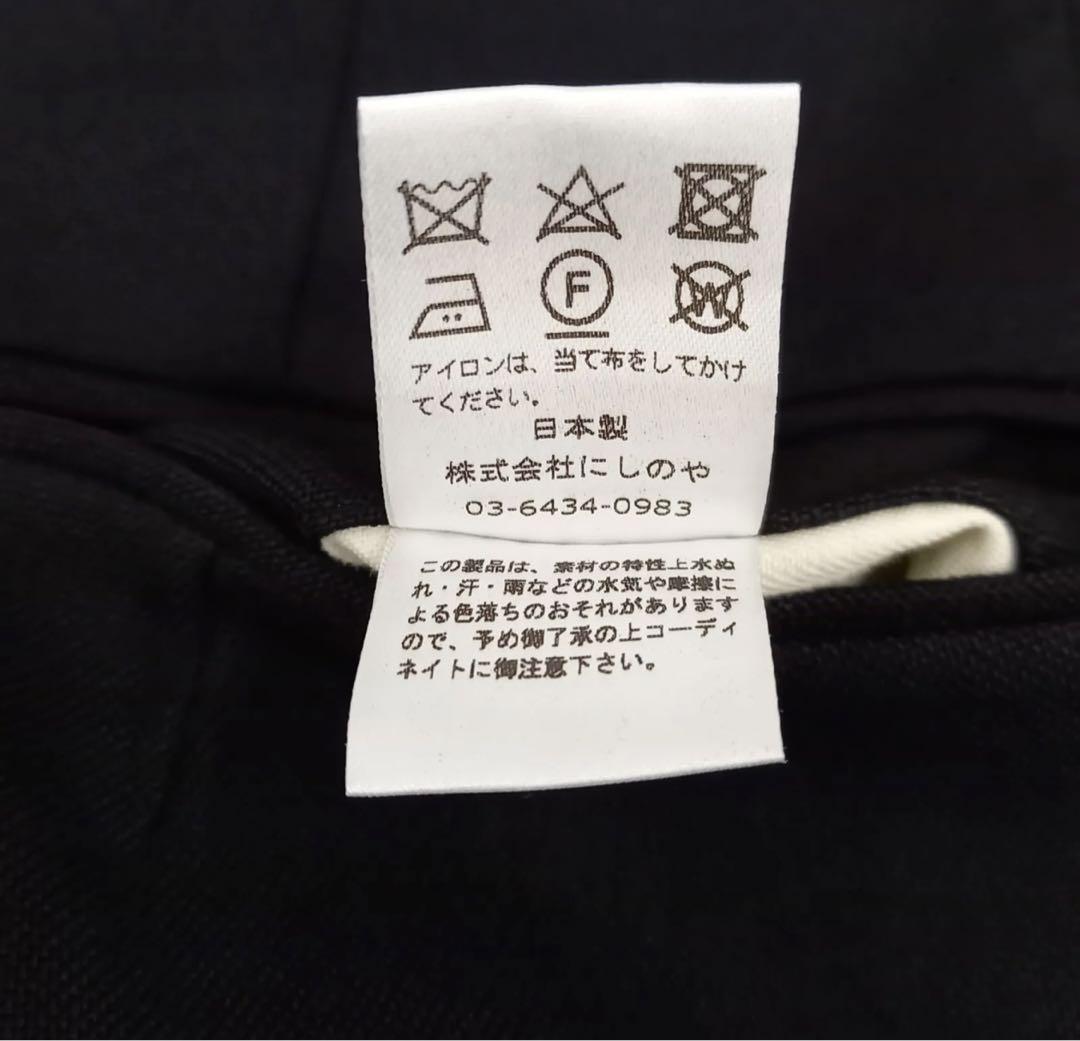 F
W
アイロンは、当て布をしてかけ
てください。
日本製
株式会社にしのや
03-6434-0983
この製品は、素材の特性上水ぬ
れ・汗・雨などの水気や摩擦に
よる色落ちのおそれがあります
ので、予め御了承の上コーディ
ネイトに御注意下さい。